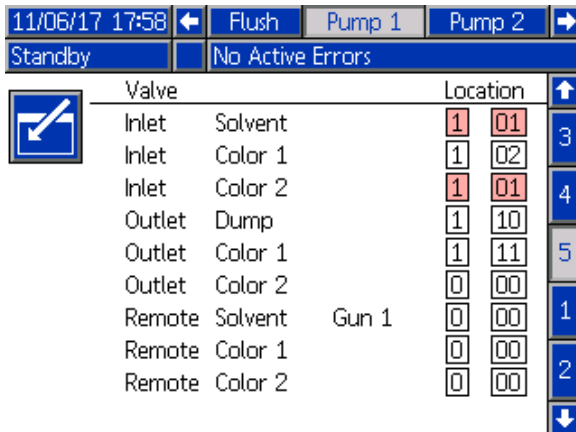 11/06/17 17:58 Flush Pump 1 Pump 2
Standby No Active Errors
Valve Location
Inlet Solvent 1 01
Inlet Color 1 1 02
Inlet Color 2 1 01
Outlet Dump 1 10
Outlet Color 1 1 11
Outlet Color 2 0 00
Remote Solvent Gun 1 0 00
Remote Color 1 0 00
Remote Color 2 0 00
3
4
5
1
2